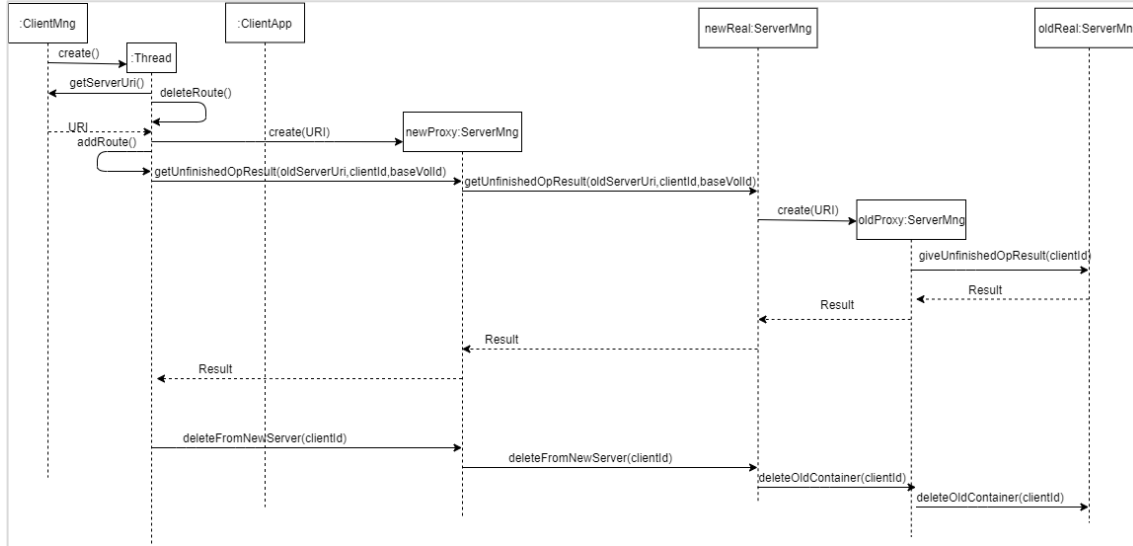 :ClientMng
:ClientApp
newReal:ServerMng
oldReal:ServerMn
create()
:Thread
getServerUri()
deleteRoute()
URI
addRoute()
create(URI)
newProxy:ServerMng
getUnfinishedOpResult(oldServerUri,clientId,baseVolId)
getUnfinishedOpResult(oldServerUri,clientId,baseVolId)
create(URI)
oldProxy:ServerMng
giveUnfinishedOpResult(clientId)
Result
Result
Result
Result
deleteFromNewServer(clientId)
deleteFromNewServer(clientId)
deleteOldContainer(clientId)
deleteOldContainer(clientId)